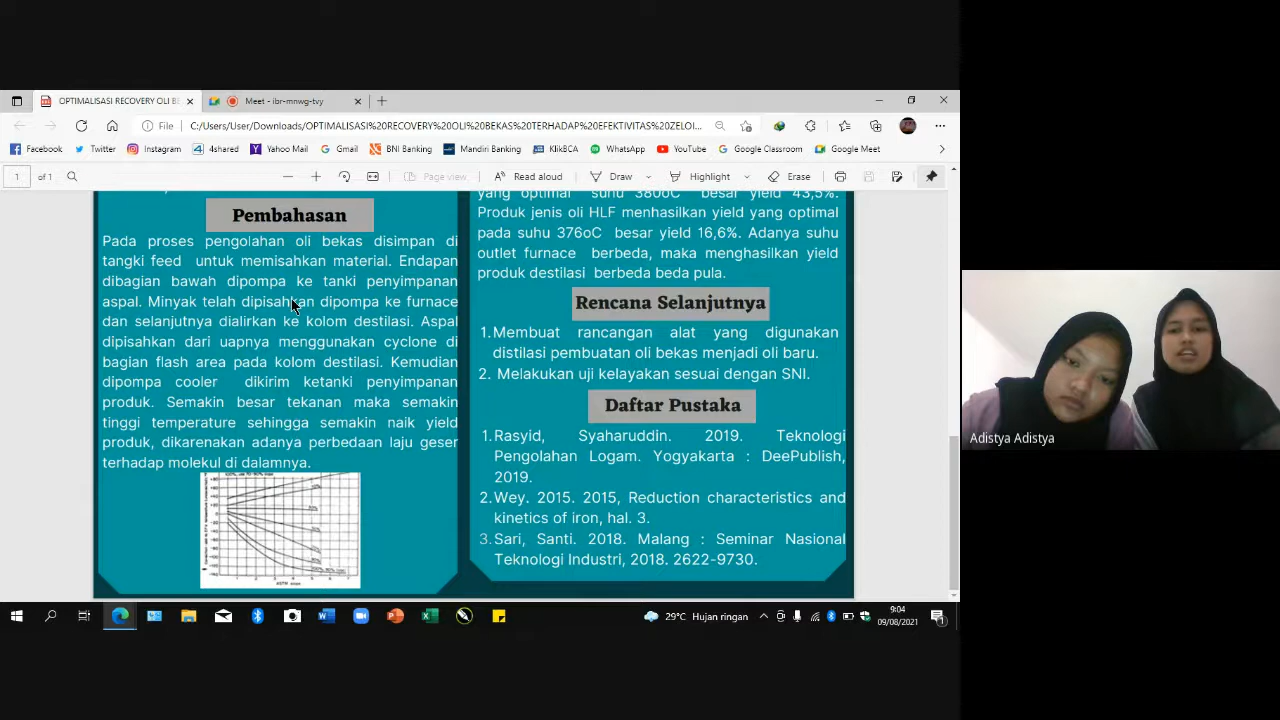 OPTIMALISASI RECOVERY OLI BE
Meet - ibr-mnwg-tvy
File
C:/Users/User/Downloads/OPTIMALISASI%20RECOVERY%20OLI%20BEKAS%20TERHADAP%20EFEKTIVITAS%20ZELOI...
Facebook Twitter Instagram 4shared Yahoo Mail Gmail BNI Banking Mandiri Banking KlikBCA WhatsApp YouTube Google Classroom Google Meet
1 of 1 Page view Read aloud Draw Highlight Erase
Pembahasan
Pada proses pengolahan oli bekas disimpan di
tangki feed untuk memisahkan material. Endapan
dibagian bawah dipompa ke tanki penyimpanan
aspal. Minyak telah dipisahkan dipompa ke furnace
dan selanjutnya dialirkan ke kolom destilasi. Aspal
dipisahkan dari uapnya menggunakan cyclone di
bagian flash area pada kolom destilasi. Kemudian
dipompa cooler dikirim ketanki penyimpanan
produk. Semakin besar tekanan maka semakin
tinggi temperature sehingga semakin naik yield
produk, dikarenakan adanya perbedaan laju geser
terhadap molekul di dalamnya.
yang optimal suhu 380oC besar yield 43,5%.
Produk jenis oli HLF menhasilkan yield yang optimal
pada suhu 376oC besar yield 16,6%. Adanya suhu
outlet furnace berbeda, maka menghasilkan yield
produk destilasi berbeda beda pula.
Rencana Selanjutnya
1.Membuat rancangan alat yang digunakan
distilasi pembuatan oli bekas menjadi oli baru.
2. Melakukan uji kelayakan sesuai dengan SNI.
Daftar Pustaka
1.Rasyid, Syaharuddin. 2019. Teknologi
Pengolahan Logam. Yogyakarta : DeePublish,
2019.
2.Wey. 2015. 2015, Reduction characteristics and
kinetics of iron, hal. 3.
3.Sari, Santi. 2018. Malang : Seminar Nasional
Teknologi Industri, 2018. 2622-9730.
Adistya Adistya
29°C Hujan ringan
9:04
09/08/2021
1